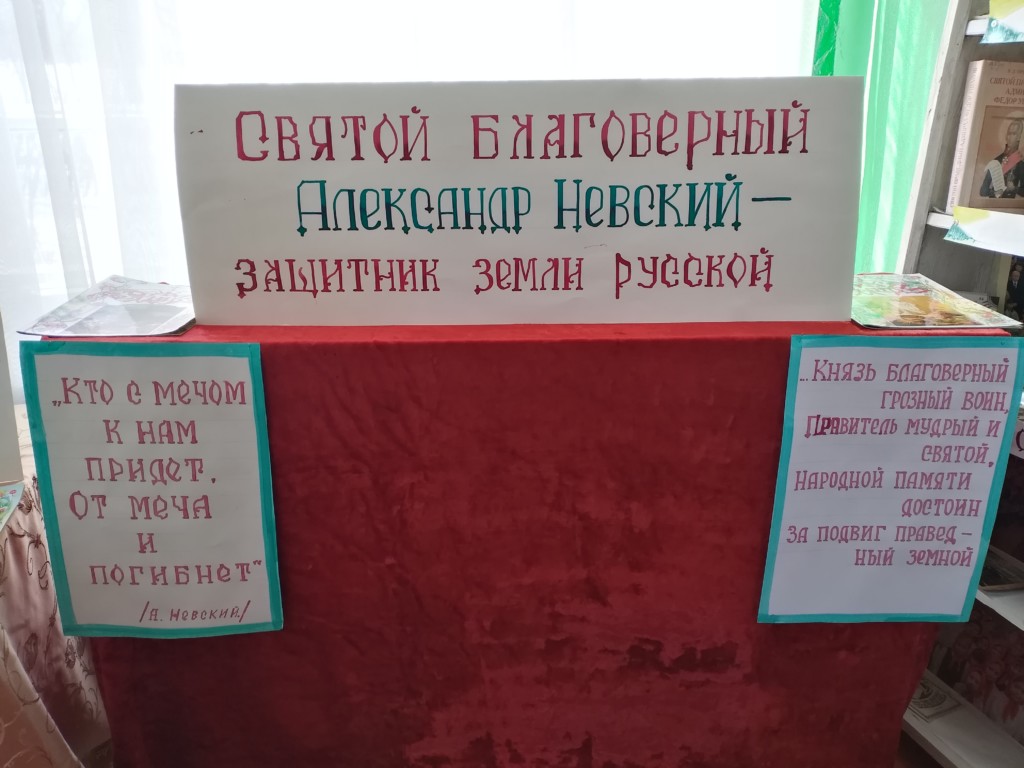 Святой благоверный
Александр Невский —
защитник земли русской
„Кто с мечом
к нам
придет,
от меча
и
погибнет"
/А. Невский/
... Князь благоверный
грозный воин,
Правитель мудрый и
святой,
Народной памяти
достоин
За подвиг правед –
ный земной